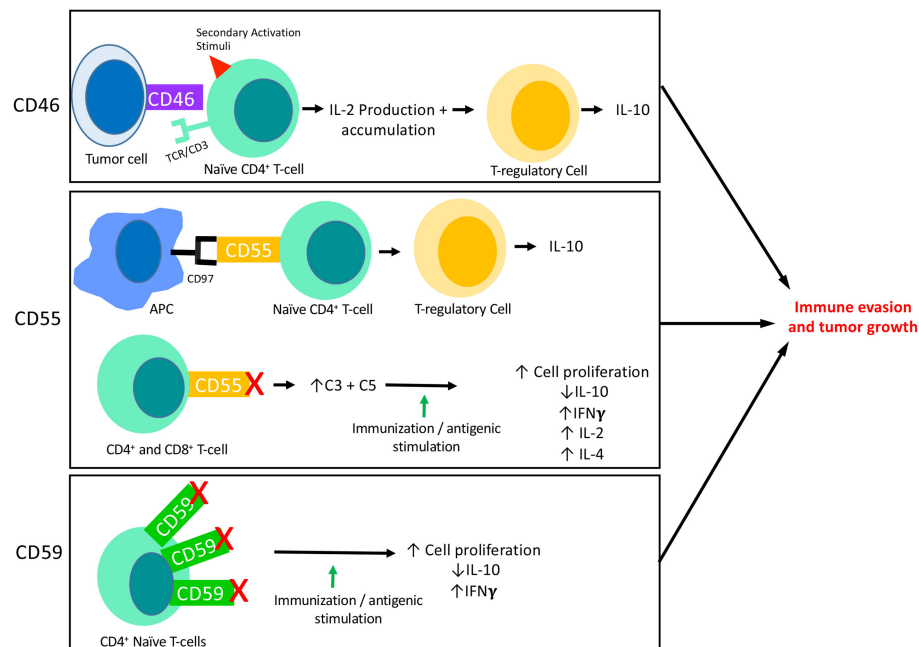 CD46
Secondary Activation
Stimuli
CD46
TCR/CD3
Tumor cell
Naïve CD4⁺ T-cell
IL-2 Production +
accumulation
T-regulatory Cell
IL-10
CD55
CD97
CD55
APC
Naïve CD4⁺ T-cell
T-regulatory Cell
IL-10
CD55
X
CD4⁺ and CD8⁺ T-cell
↑C3 + C5
Immunization / antigenic
stimulation
↑ Cell proliferation
↓IL-10
↑IFNγ
↑ IL-2
↑ IL-4
CD59
CD59
X
CD59
X
CD59
X
CD4⁺ Naïve T-cells
Immunization / antigenic
stimulation
↑ Cell proliferation
↓IL-10
↑IFNγ
Immune evasion
and tumor growth